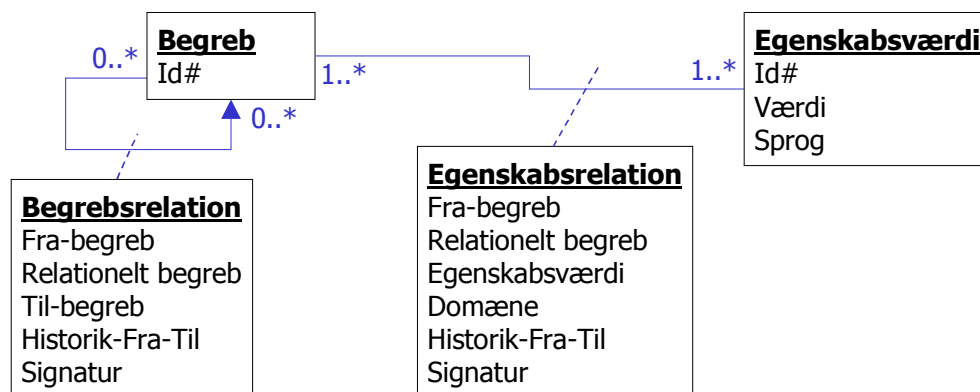 Begreb
Id#
0..*
1..*
0..*
Egenskabsværdi
Id#
Værdi
Sprog
1..*
Begrebsrelation
Fra-begreb
Relationelt begreb
Til-begreb
Historik-Fra-Til
Signatur
Egenskabsrelation
Fra-begreb
Relationelt begreb
Egenskabsværdi
Domæne
Historik-Fra-Til
Signatur